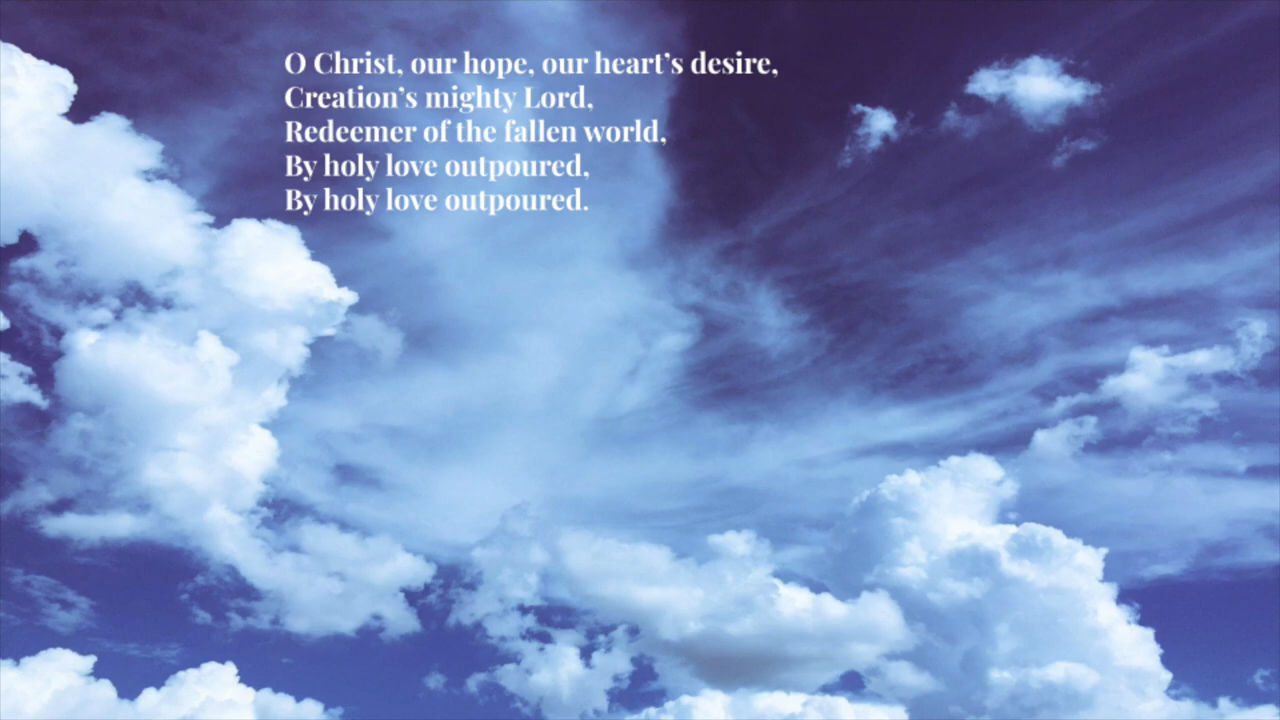 O Christ, our hope, our heart’s desire,
Creation’s mighty Lord,
Redeemer of the fallen world,
By holy love outpoured,
By holy love outpoured.